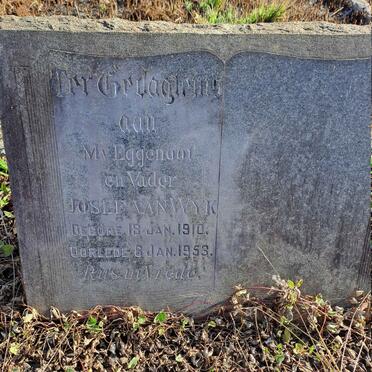 Ter Gedagtenis
aan
My Eggenoot
en Vader
JOSEF VAN WYK
GEBORE 18 JAN. 1910.
OORLEDE 6 JAN. 1953.
Rus in Vrede.